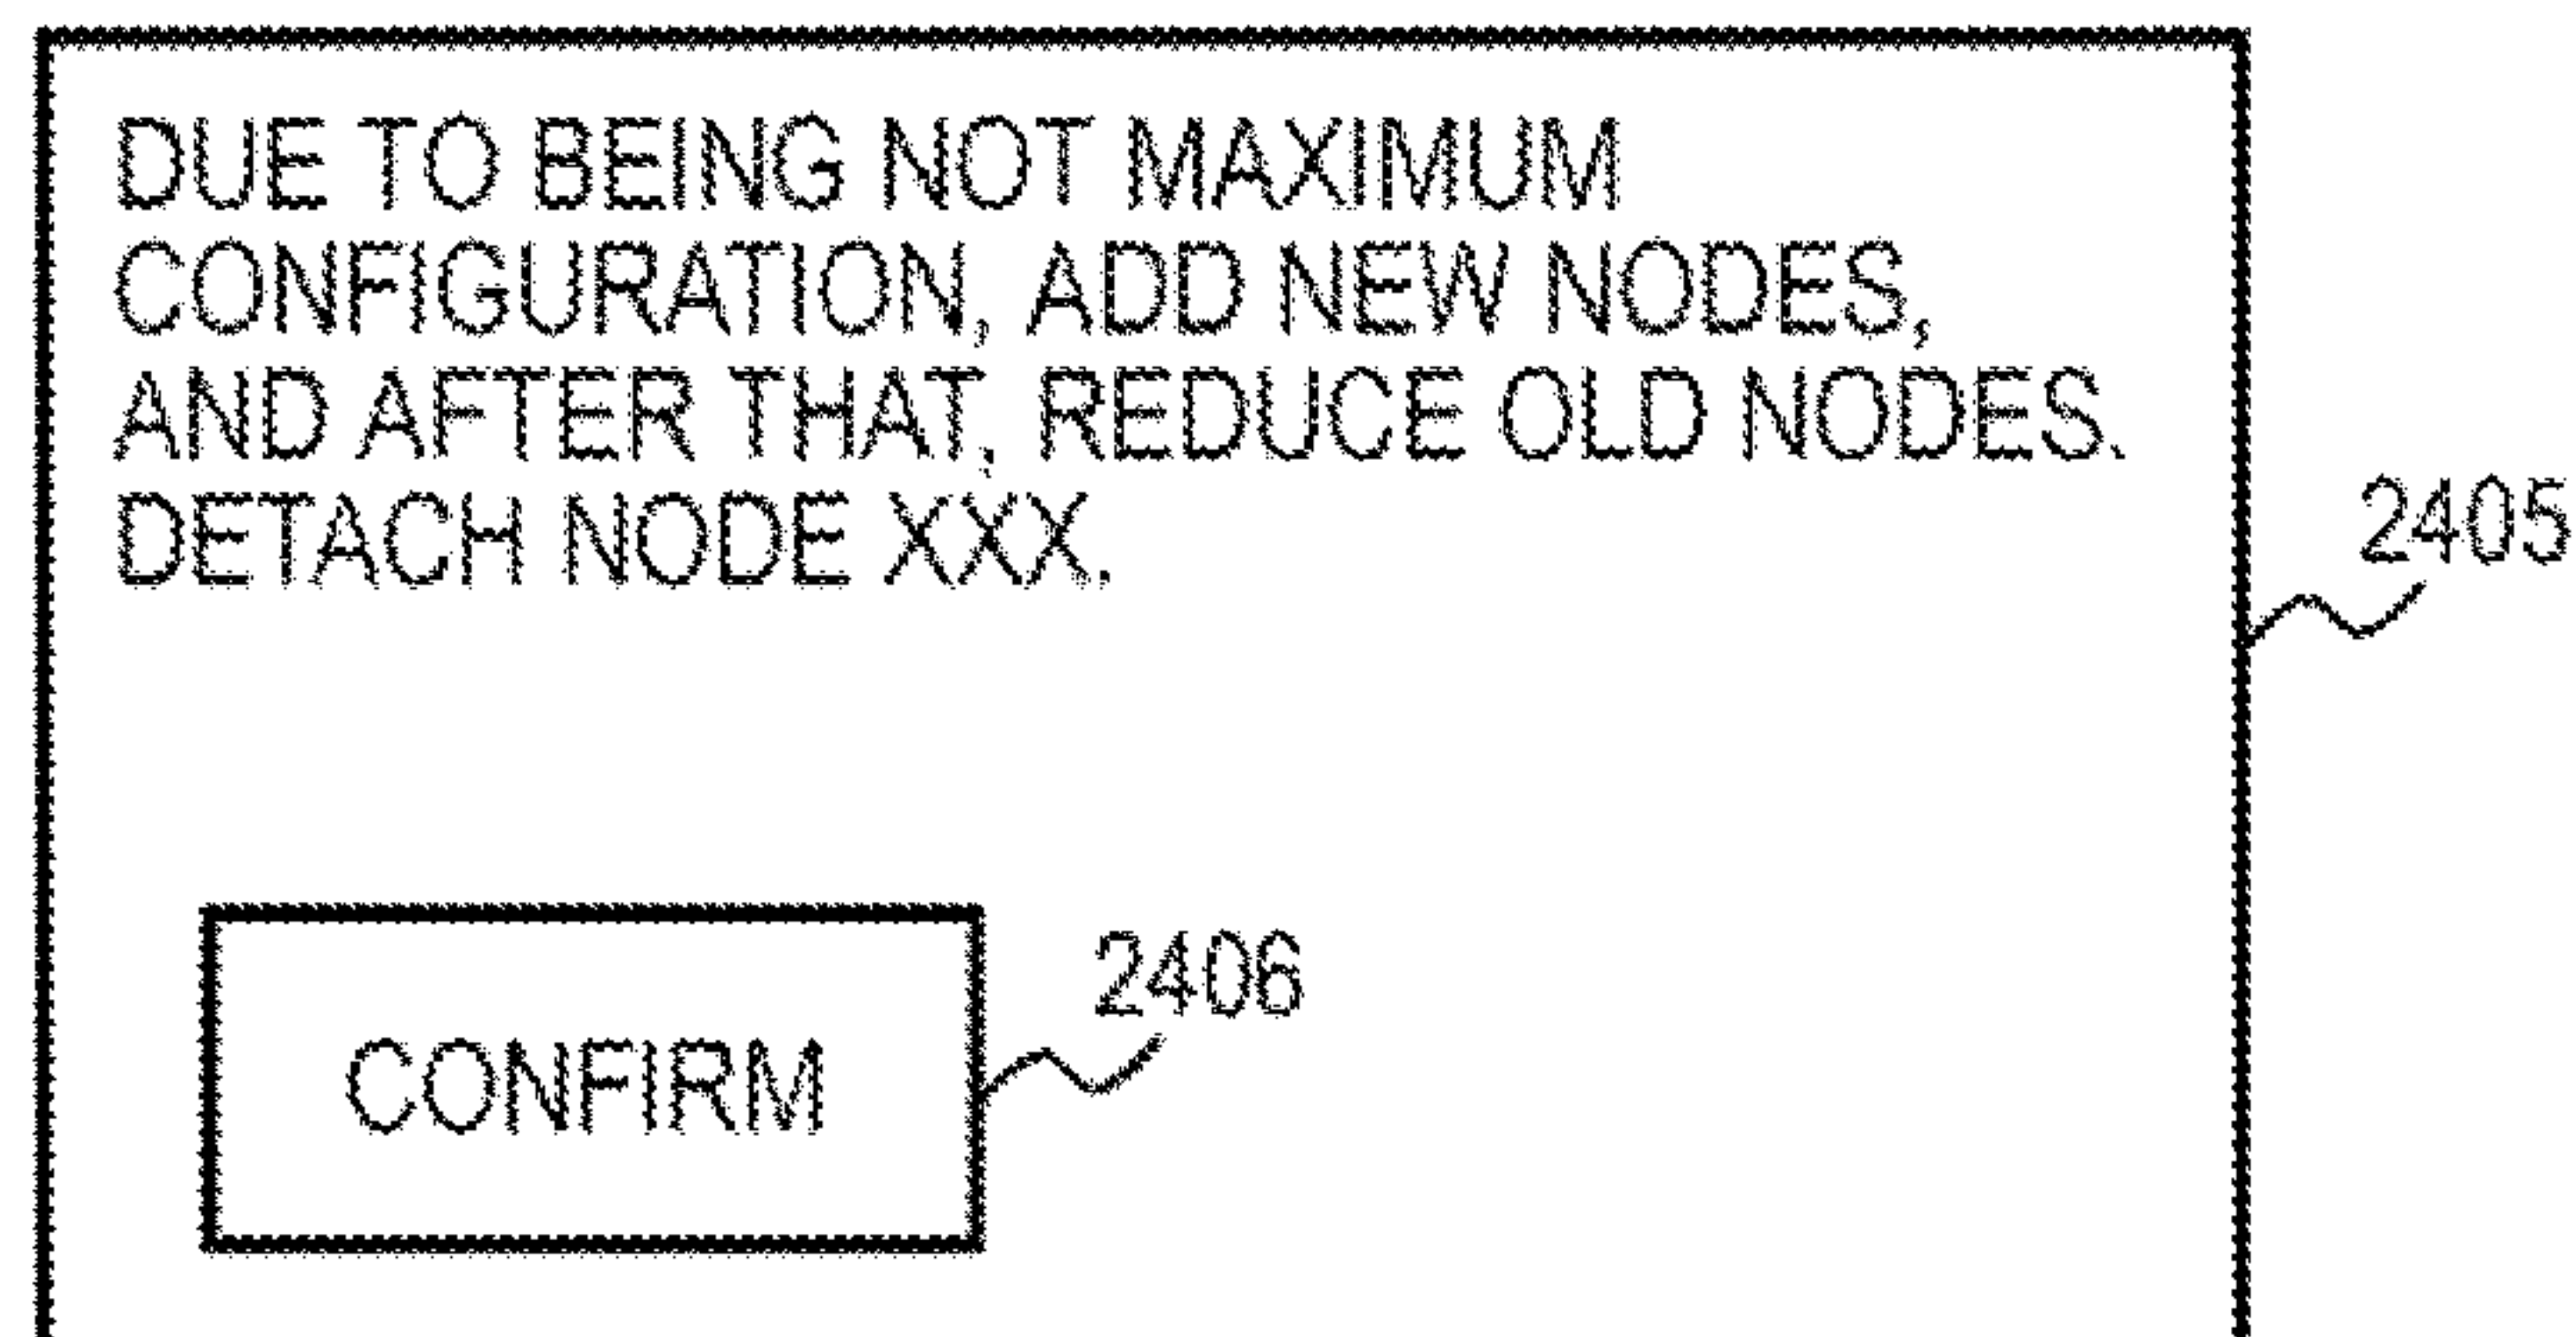 DUE TO BEING NOT MAXIMUM
CONFIGURATION, ADD NEW NODES,
AND AFTER THAT, REDUCE OLD NODES.
DETACH NODE XXX.
2405
2406
CONFIRM